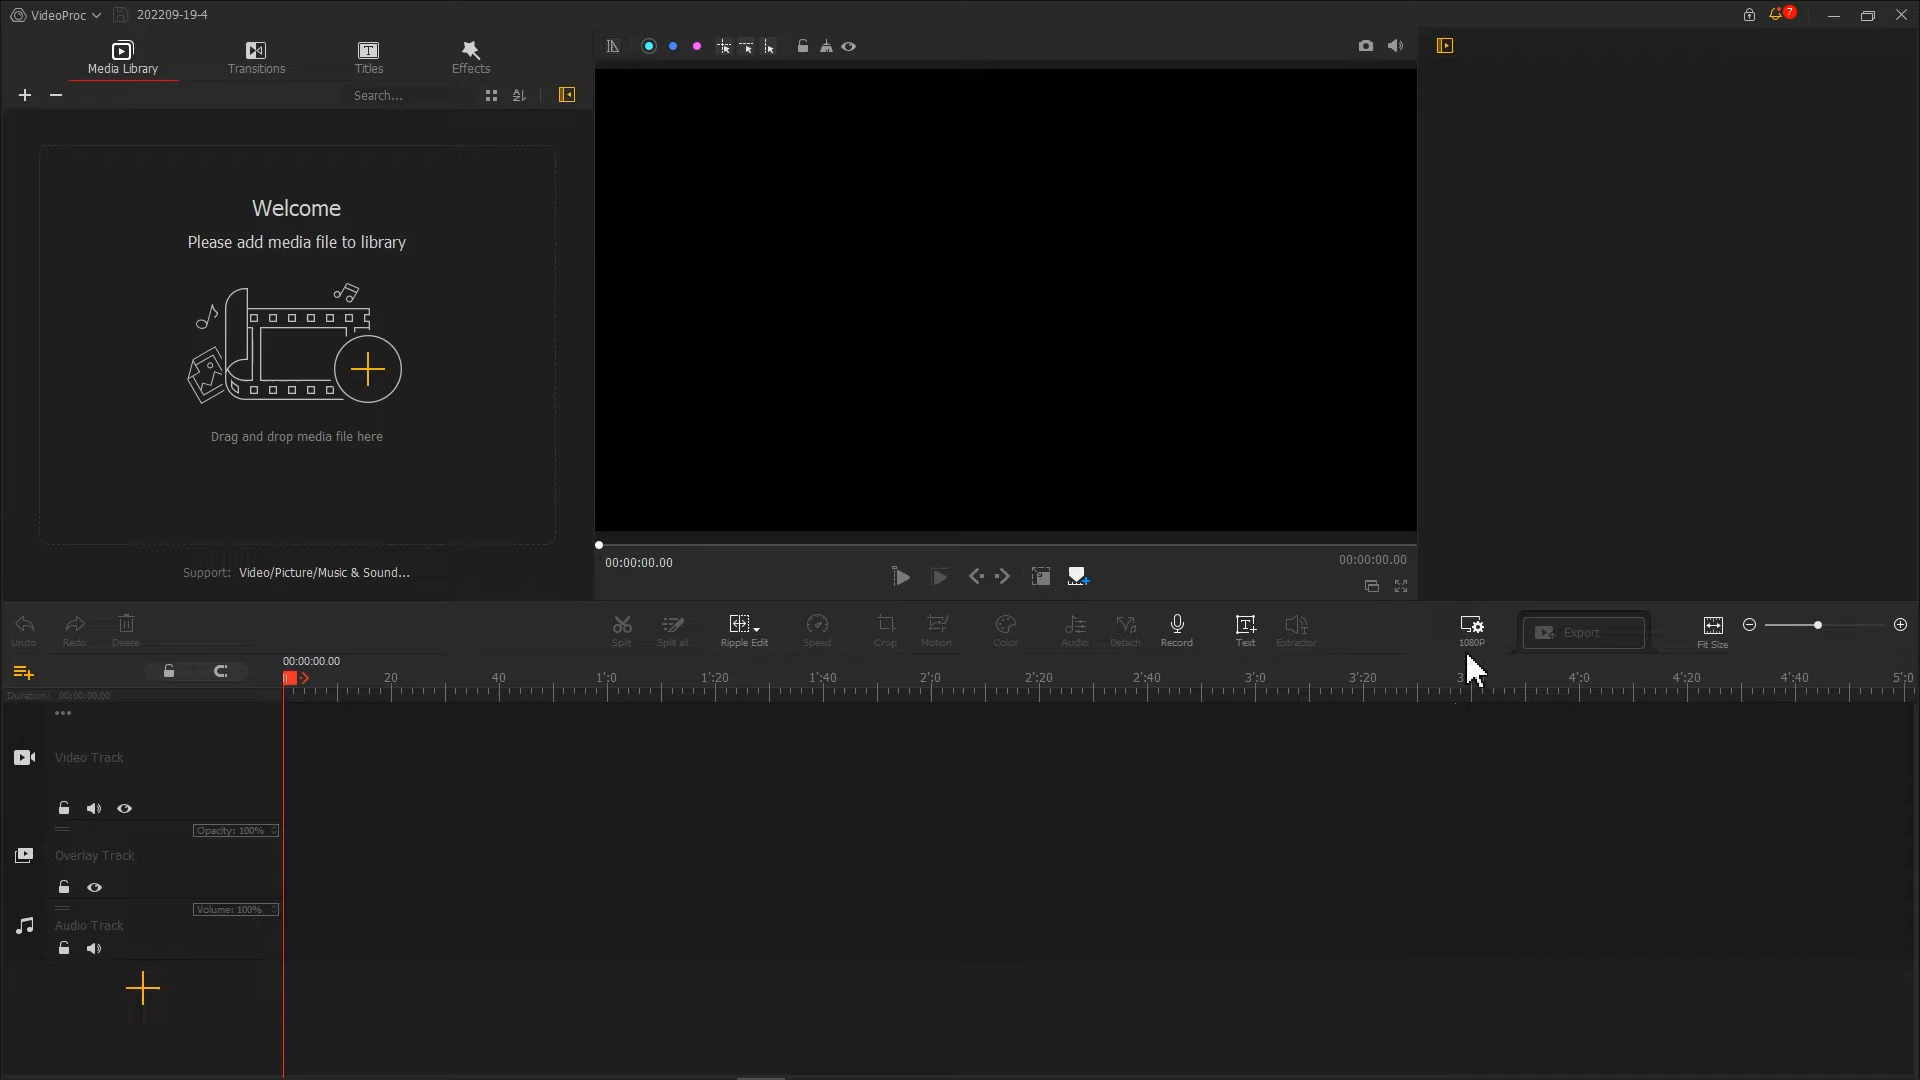 VideoProc
202209-19-4
7
Media Library
Transitions
Titles
Effects
Search...
Welcome
Please add media file to library
Drag and drop media file here
Support: Video/Picture/Music & Sound...
00:00:00.00
00:00:00.00
Undo
Redo
Delete
Split
Split all
Ripple Edit
Speed
Crop
Motion
Color
Audio
Detach
Record
Text
Extractor
1080P
Export
Fit Size
00:00:00.00
20
40
1':0
1':20
1':40
2':0
2':20
2':40
3':0
3':20
4':0
4':20
4':40
5':0
Duration: 00:00:00.00
Video Track
Opacity: 100%
Overlay Track
Volume: 100%
Audio Track